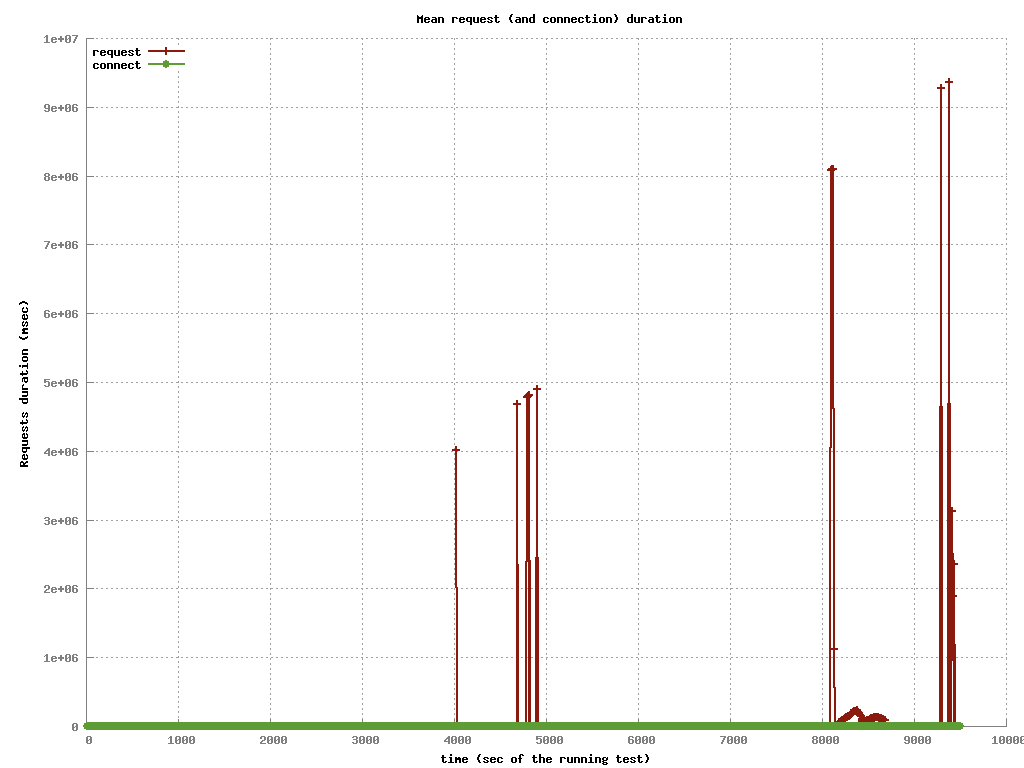 Mean request (and connection) duration
1e+07
request
connect
9e+06
8e+06
7e+06
6e+06
5e+06
4e+06
3e+06
2e+06
1e+06
0
Requests duration (msec)
0 1000 2000 3000 4000 5000 6000 7000 8000 9000 10000
time (sec of the running test)